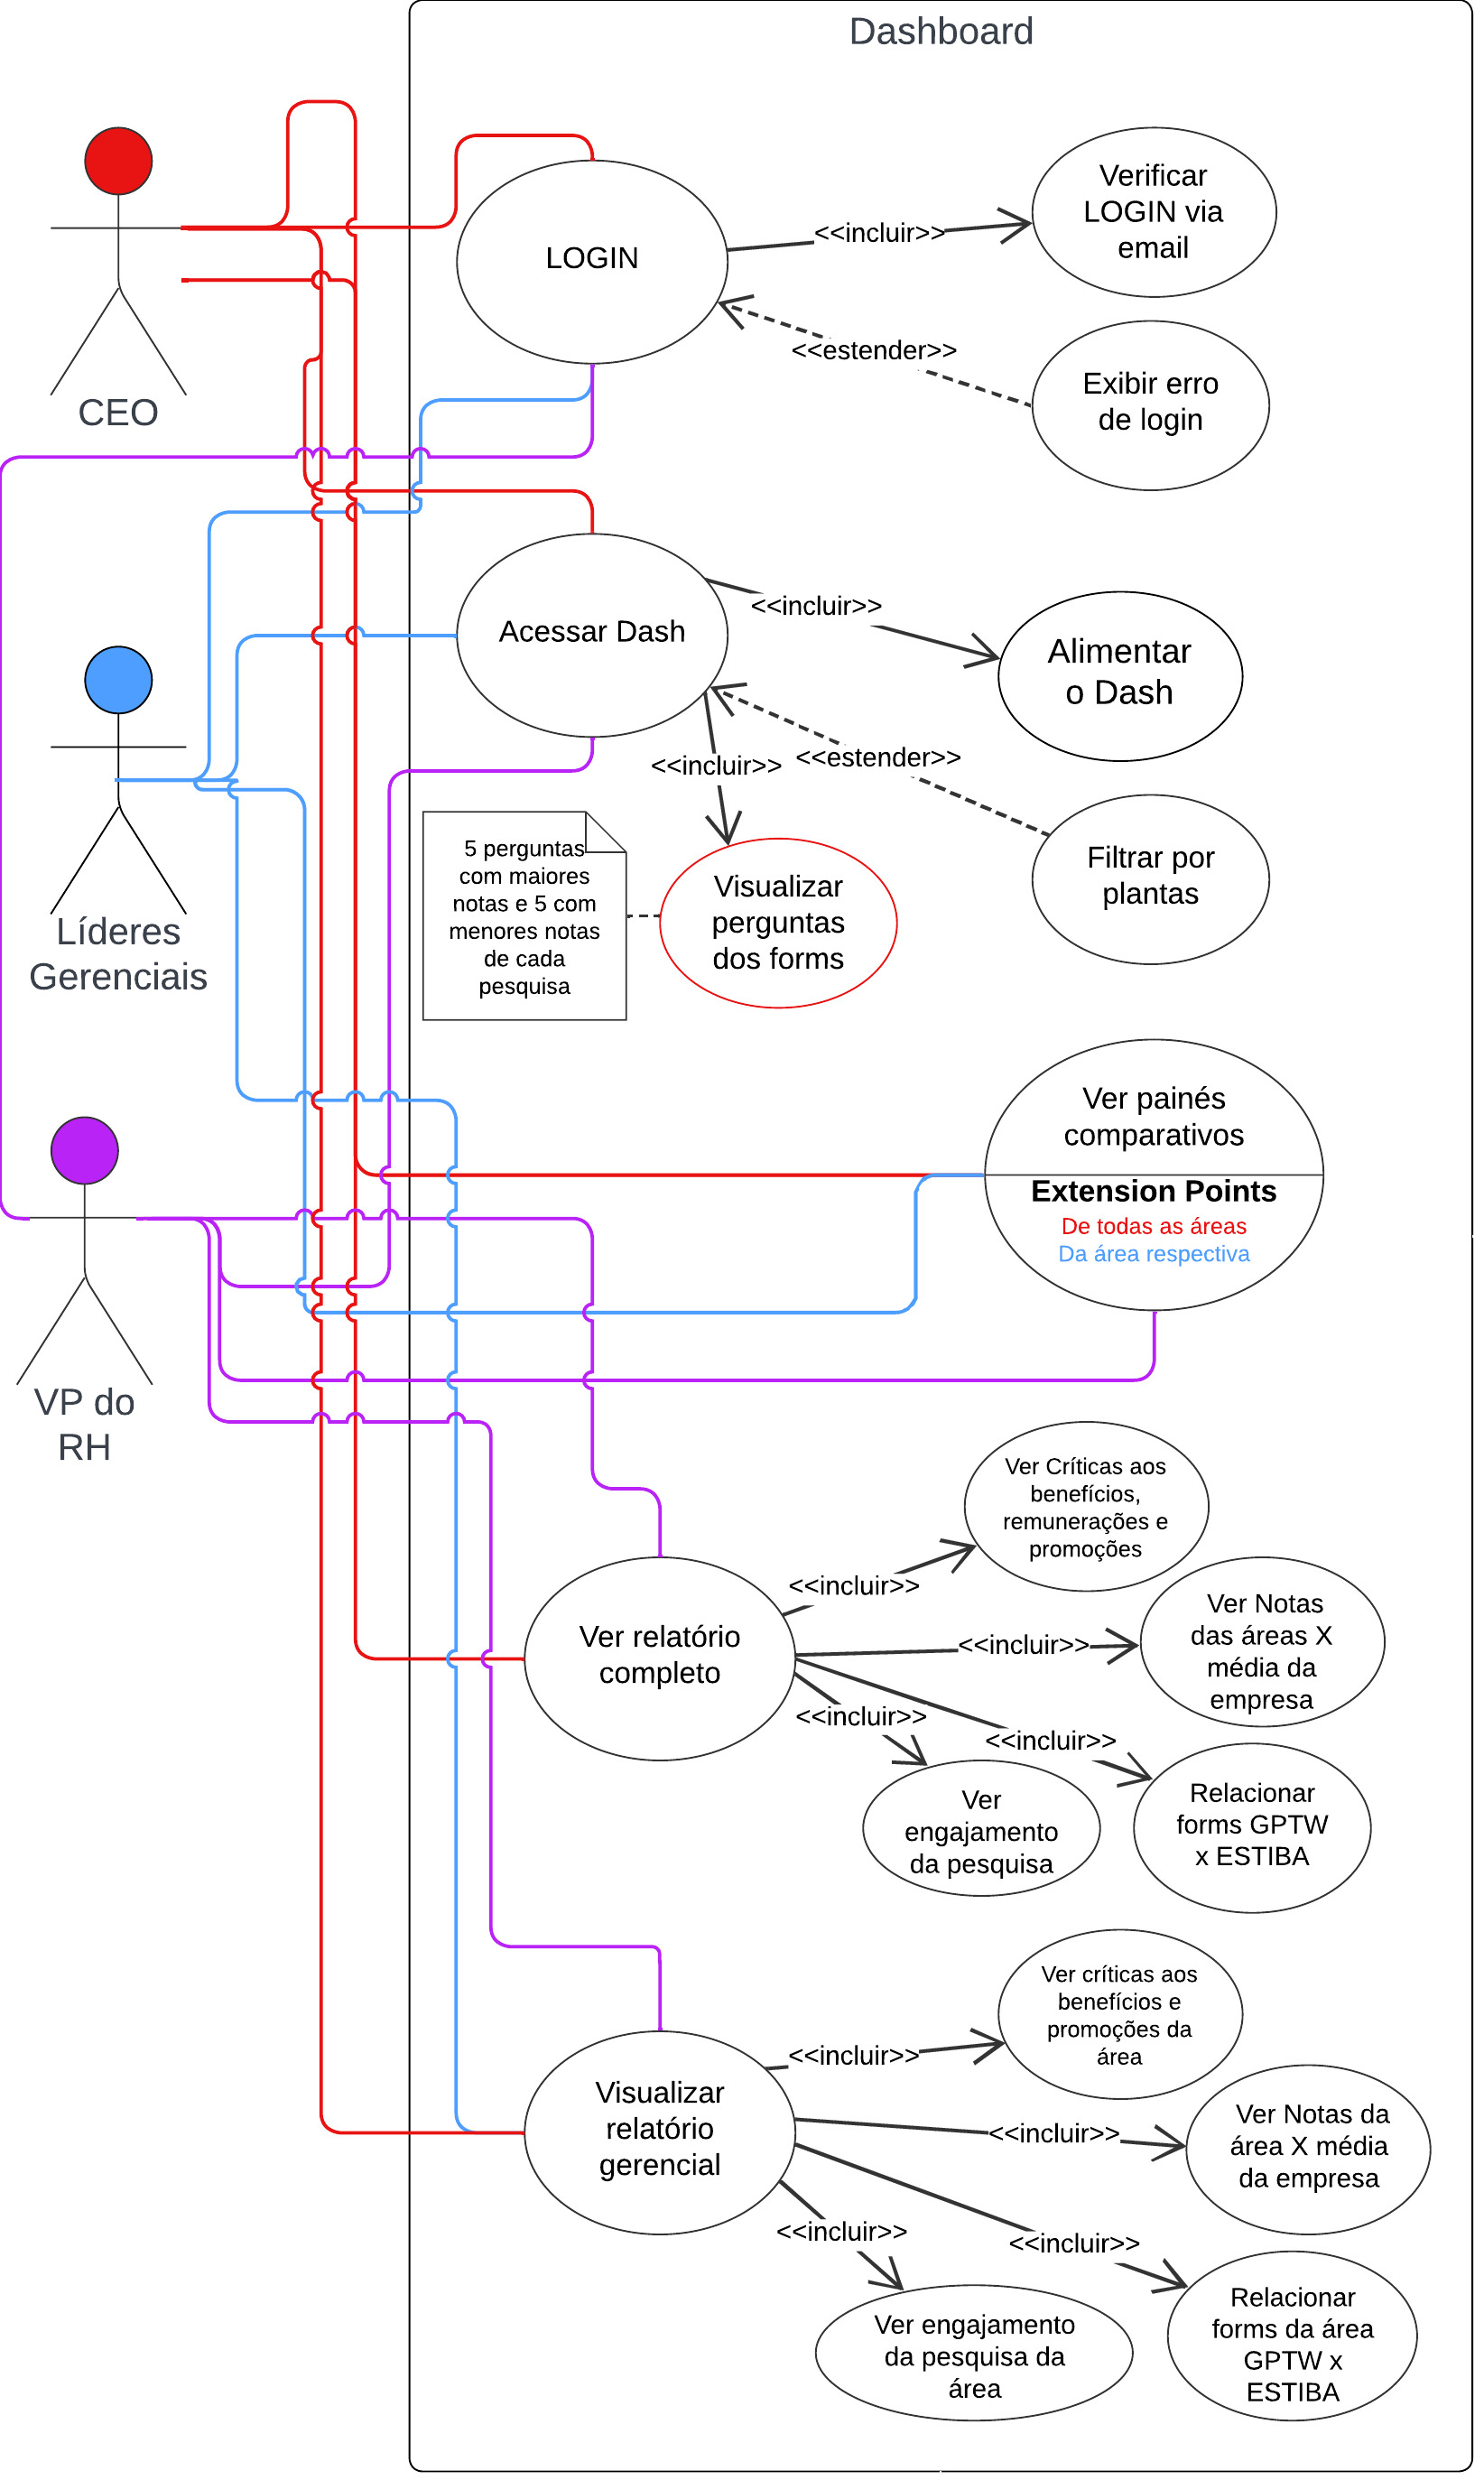 Dashboard
CEO
LOGIN
<<incluir>>
Verificar
LOGIN via
email
<<estender>>
Exibir erro
de login
Líderes
Gerenciais
Acessar Dash
<<incluir>>
Alimentar
o Dash
<<incluir>>
<<estender>>
Filtrar por
plantas
5 perguntas
com maiores
notas e 5 com
menores notas
de cada
pesquisa
Visualizar
perguntas
dos forms
VP do
RH
Ver painés
comparativos
Extension Points
De todas as áreas
Da área respectiva
Ver relatório
completo
<<incluir>>
Ver Críticas aos
benefícios,
remunerações e
promoções
<<incluir>>
Ver Notas
das áreas X
média da
empresa
<<incluir>>
Ver
engajamento
da pesquisa
<<incluir>>
Relacionar
forms GPTW
x ESTIBA
Visualizar
relatório
gerencial
<<incluir>>
Ver críticas aos
benefícios e
promoções da
área
<<incluir>>
Ver Notas da
área X média
da empresa
<<incluir>>
Ver engajamento
da pesquisa da
área
<<incluir>>
Relacionar
forms da área
GPTW x
ESTIBA